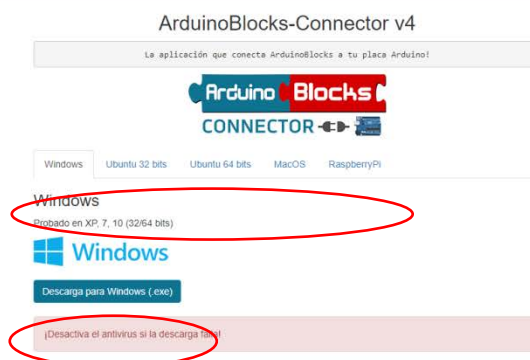 ArduinoBlocks-Connector v4
La aplicación que conecta ArduinoBlocks a tu placa Arduino!
Arduino Blocks
CONNECTOR
Windows Ubuntu 32 bits Ubuntu 64 bits MacOS RaspberryPi
Windows
Probado en XP, 7, 10 (32/64 bits)
Windows
Descarga para Windows (.exe)
¡Desactiva el antivirus si la descarga falla!